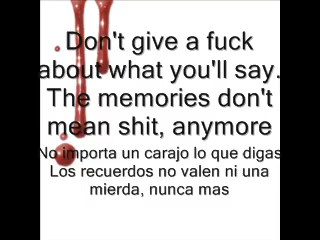 Don't give a fuck
about what you'll say.
The memories don't
mean shit, anymore
No importa un carajo lo que digas
Los recuerdos no valen ni una
mierda, nunca mas